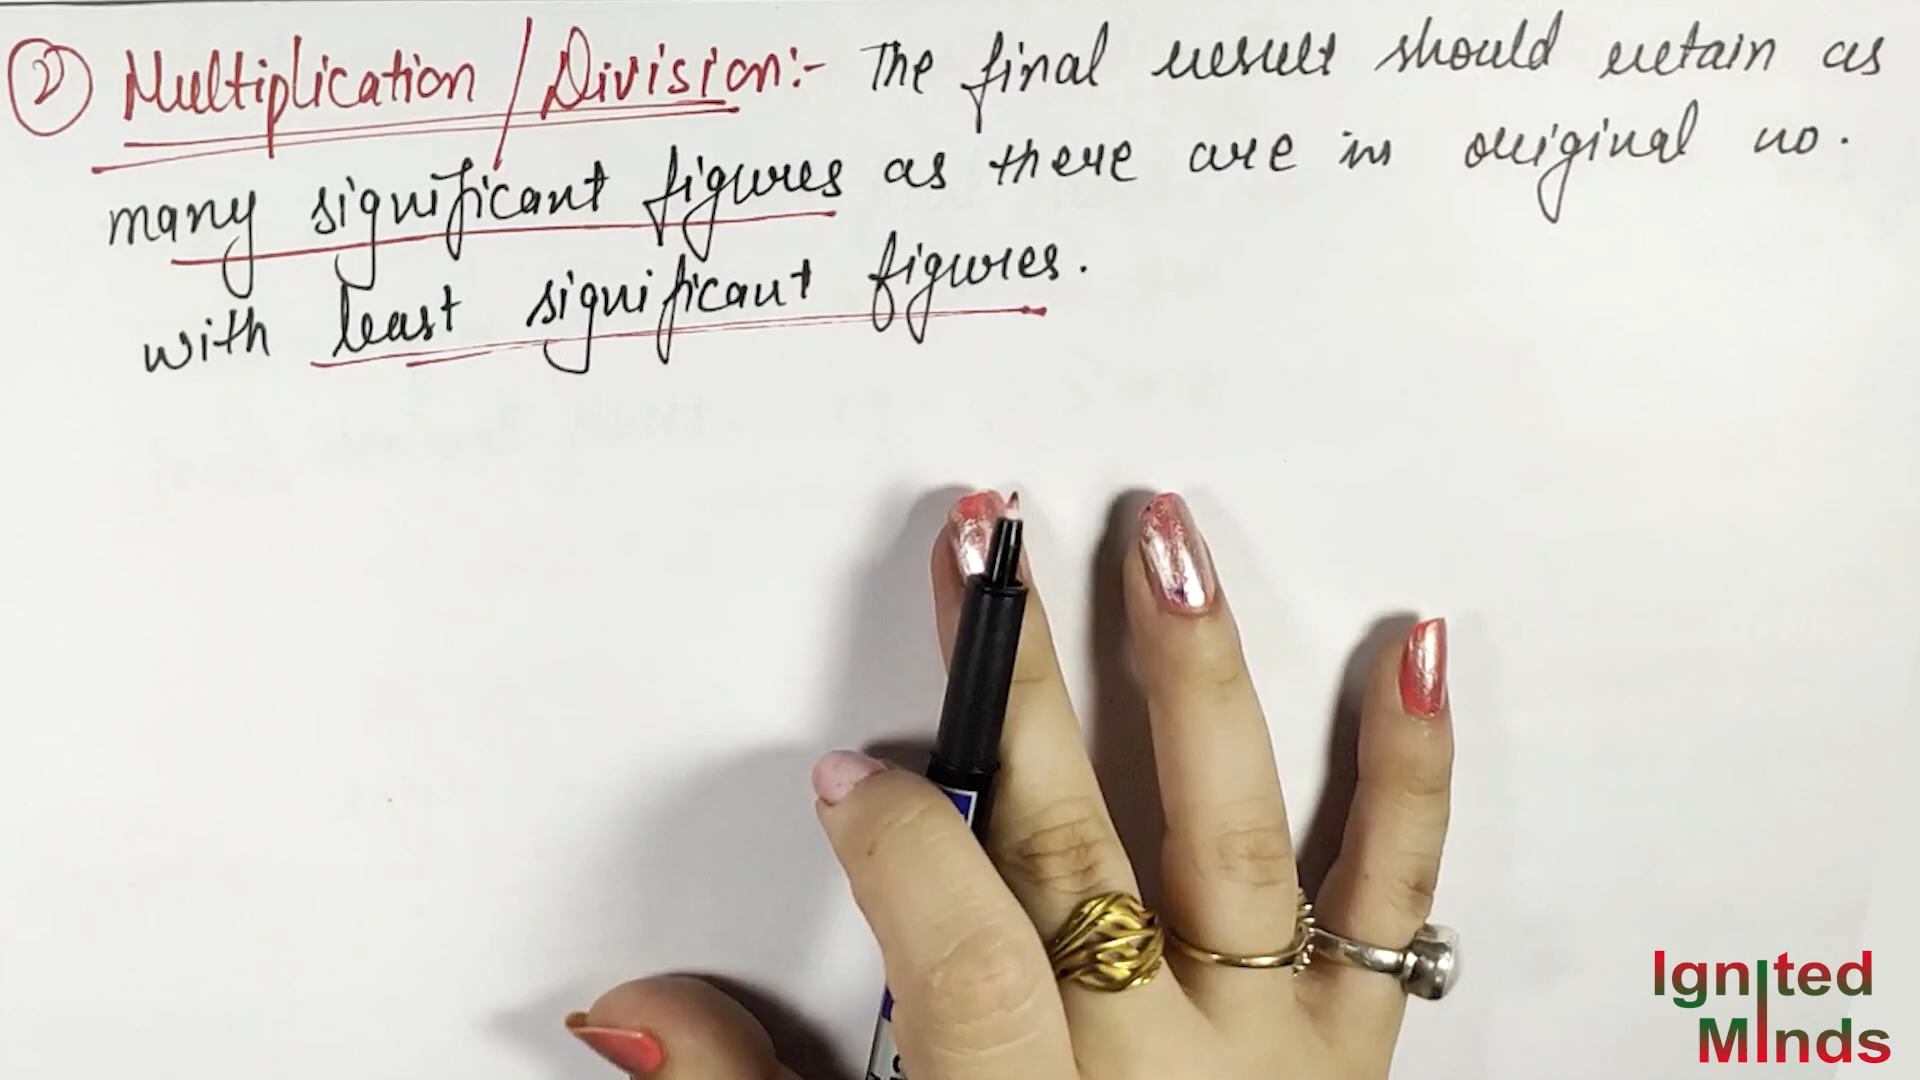 ② Multiplication / Division:- The final result should retain as
many significant figures as there are in original no.
with least significant figures.
Ignited
Minds